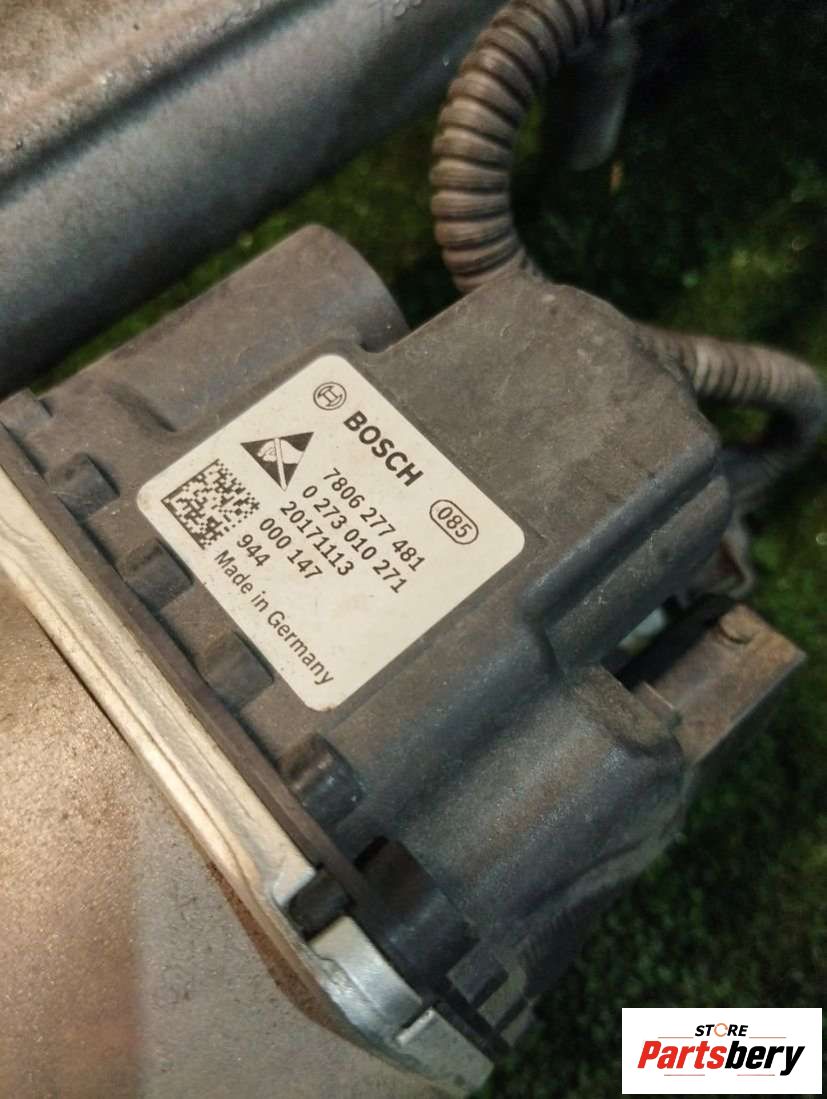 BOSCH
085
7806 277 481
0 273 010 271
20171113
000 147
944
Made in Germany
STORE
Partsbery